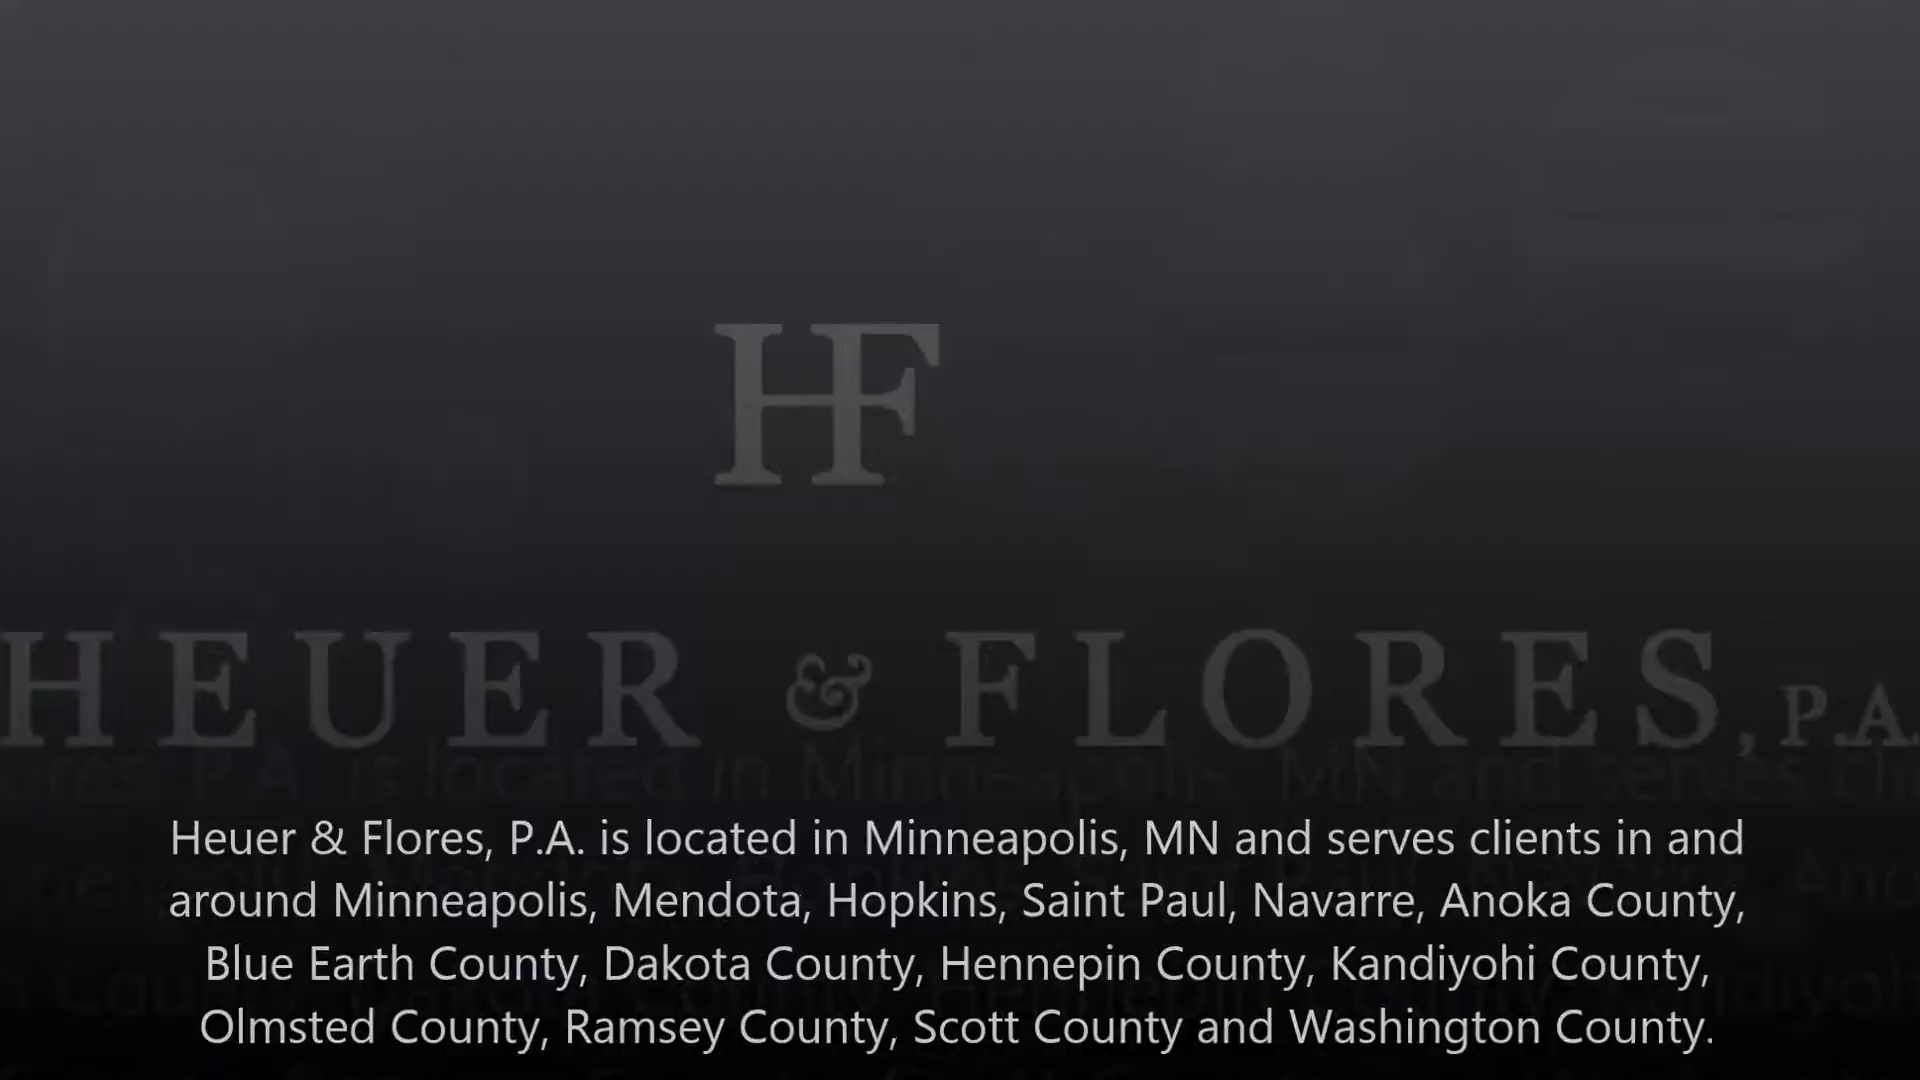 HF
HEUER & FLORES, P.A.
Heuer & Flores, P.A. is located in Minneapolis, MN and serves clients in and
around Minneapolis, Mendota, Hopkins, Saint Paul, Navarre, Anoka County,
Blue Earth County, Dakota County, Hennepin County, Kandiyohi County,
Olmsted County, Ramsey County, Scott County and Washington County.